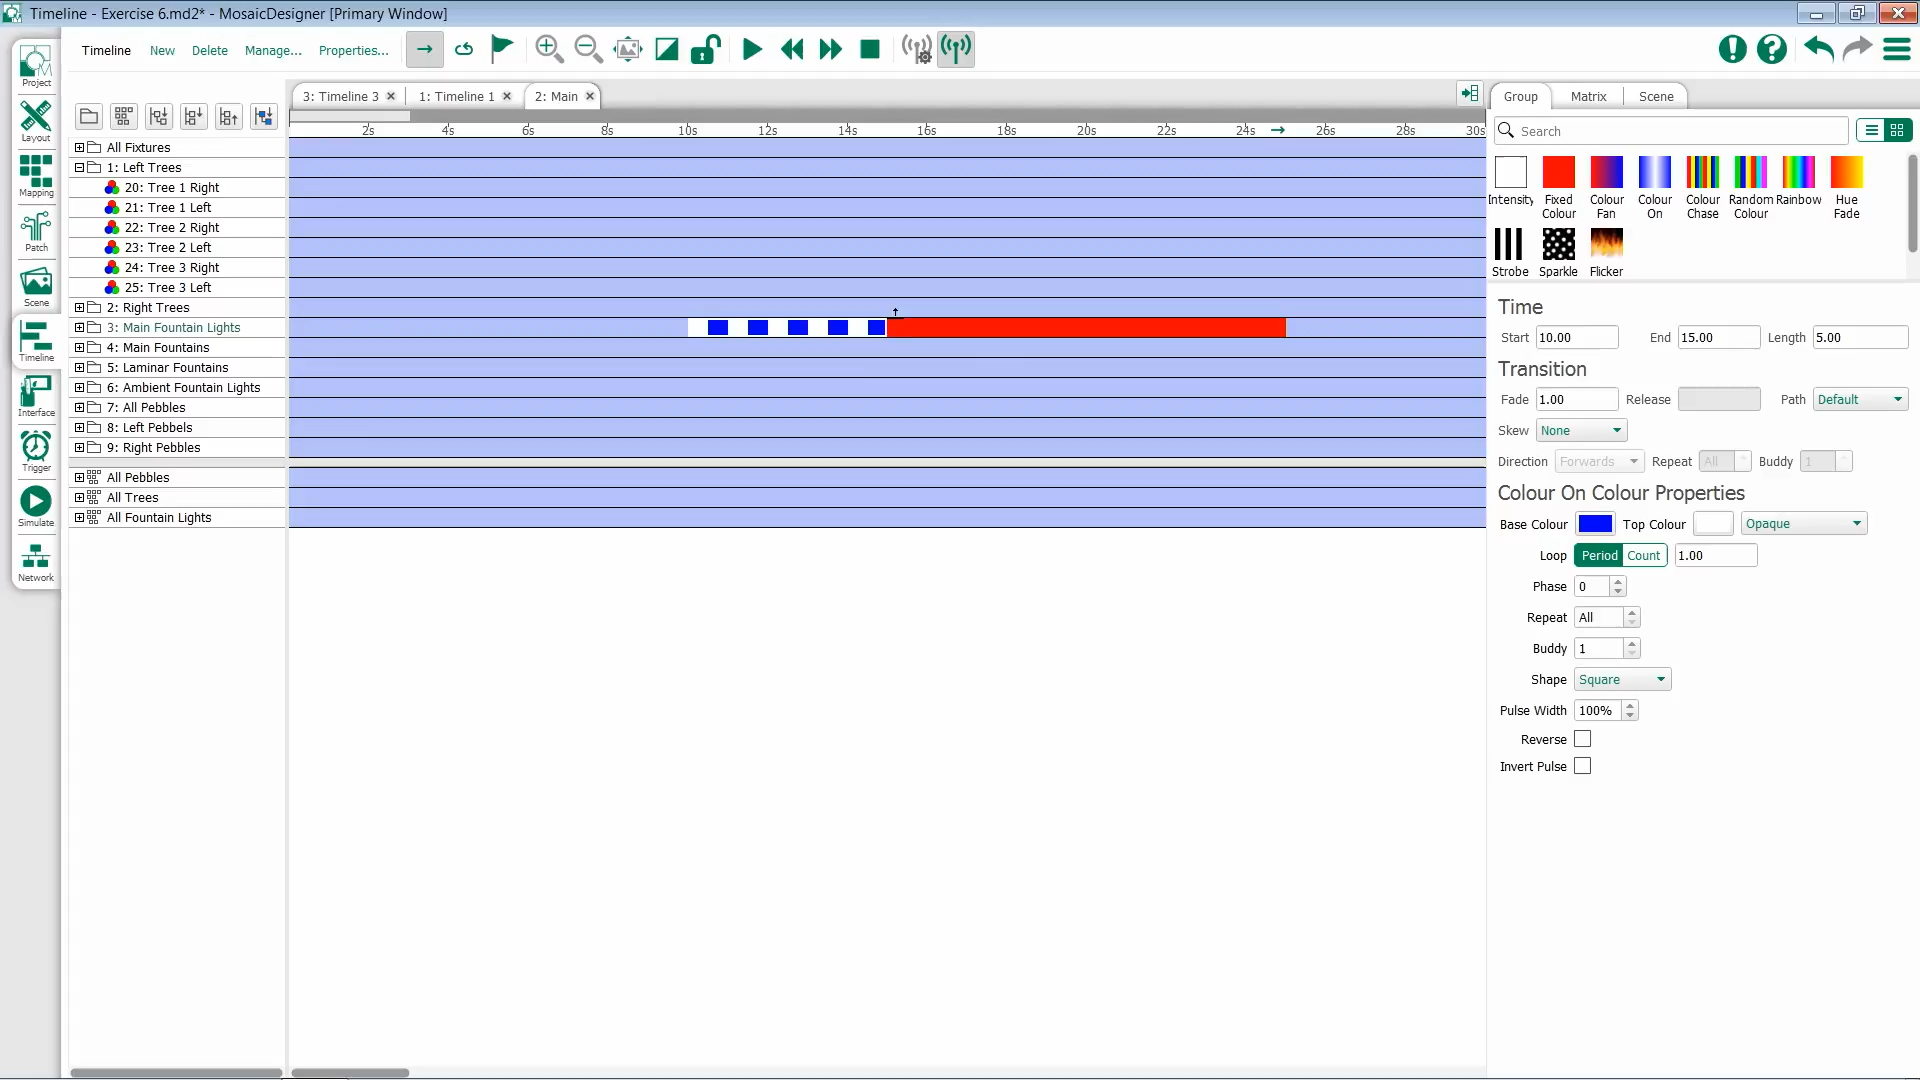 Timeline - Exercise 6.md2* - MosaicDesigner [Primary Window]
Timeline New Delete Manage... Properties...
Project
Layout
Mapping
Patch
Scene
Timeline
Interface
Trigger
Simulate
Network
3: Timeline 3 1: Timeline 1 2: Main
2s 4s 6s 8s 10s 12s 14s 16s 18s 20s 22s 24s 26s 28s 30s
All Fixtures
1: Left Trees
20: Tree 1 Right
21: Tree 1 Left
22: Tree 2 Right
23: Tree 2 Left
24: Tree 3 Right
25: Tree 3 Left
2: Right Trees
3: Main Fountain Lights
4: Main Fountains
5: Laminar Fountains
6: Ambient Fountain Lights
7: All Pebbles
8: Left Pebbels
9: Right Pebbles
All Pebbles
All Trees
All Fountain Lights
Group Matrix Scene
Search
Intensity Fixed Colour Colour Fan Colour On Colour Chase Random Colour Rainbow Hue Fade
Strobe Sparkle Flicker
Time
Start 10.00 End 15.00 Length 5.00
Transition
Fade 1.00 Release Path Default
Skew None
Direction Forwards Repeat All Buddy 1
Colour On Colour Properties
Base Colour Top Colour Opaque
Loop Period Count 1.00
Phase 0
Repeat All
Buddy 1
Shape Square
Pulse Width 100%
Reverse
Invert Pulse